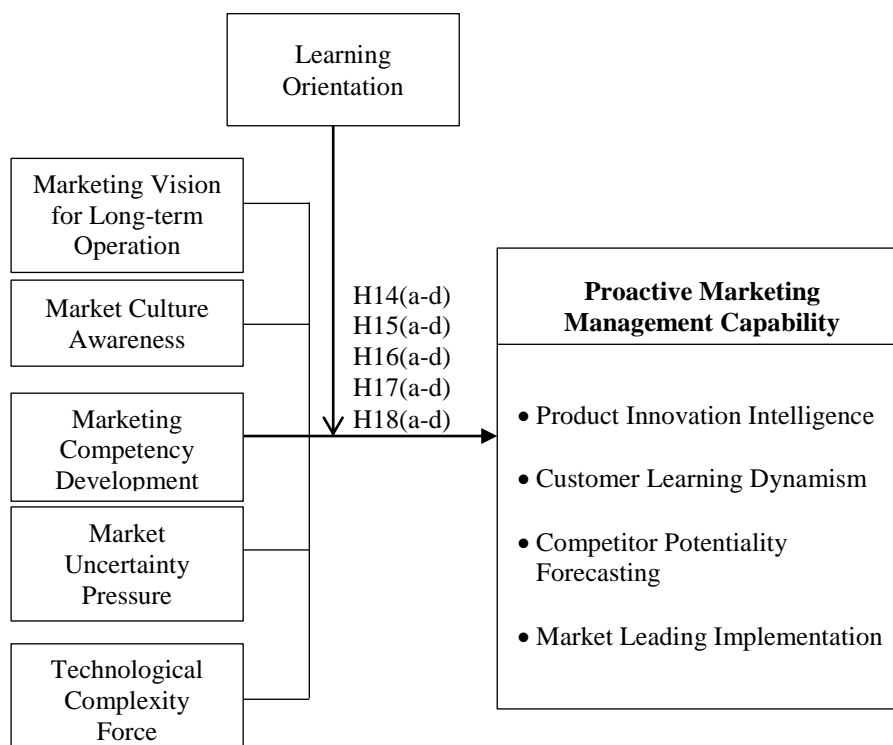 Learning
Orientation
Marketing Vision
for Long-term
Operation
Market Culture
Awareness
Marketing
Competency
Development
Market
Uncertainty
Pressure
Technological
Complexity
Force
H14(a-d)
H15(a-d)
H16(a-d)
H17(a-d)
H18(a-d)
Proactive Marketing
Management Capability
• Product Innovation Intelligence
• Customer Learning Dynamism
• Competitor Potentiality
Forecasting
• Market Leading Implementation